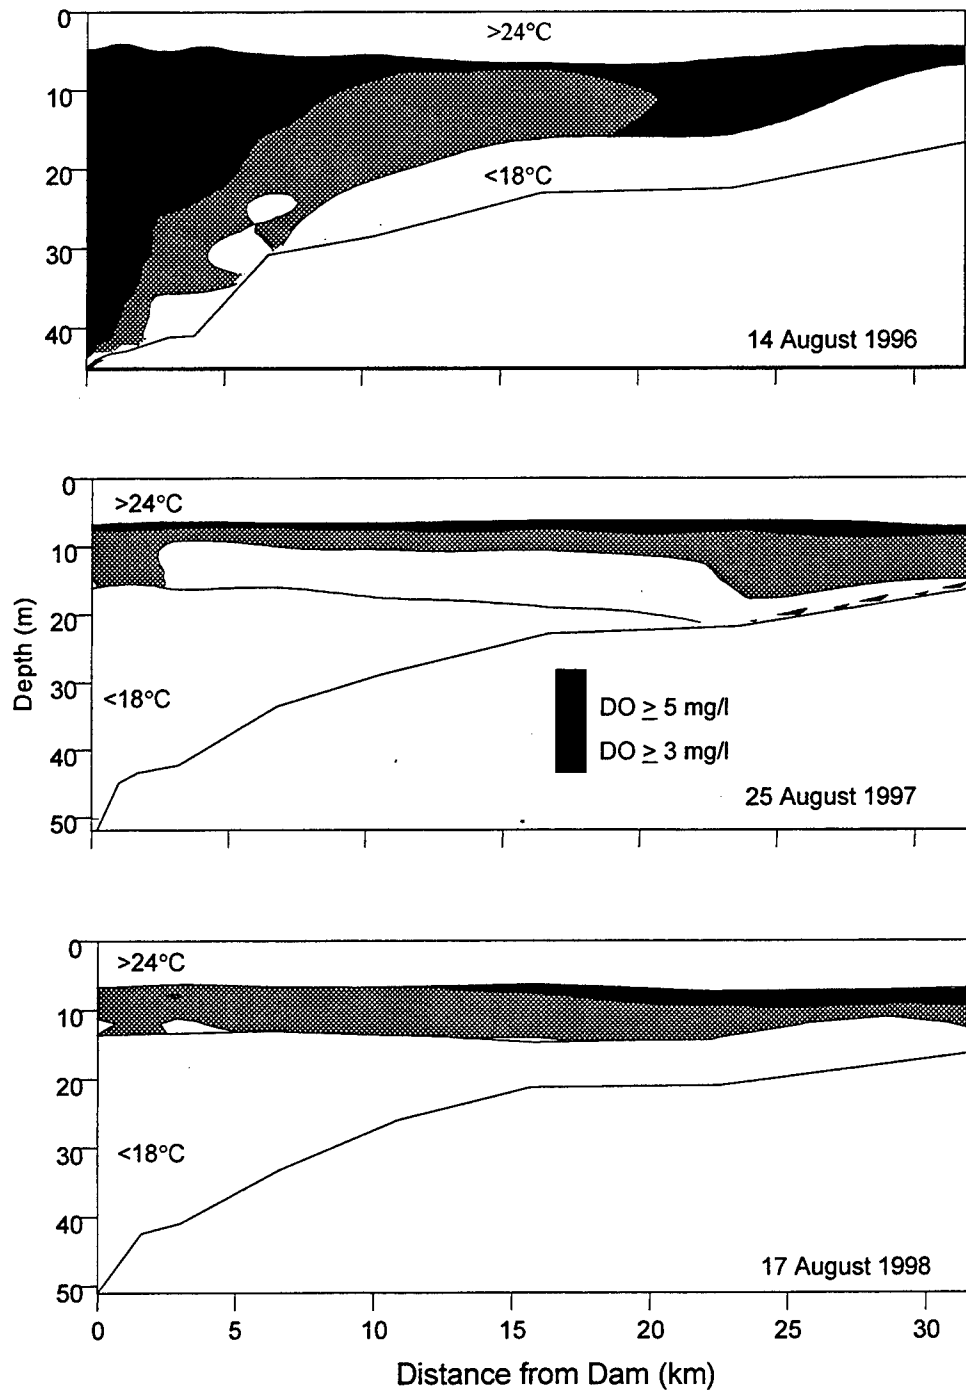 0
>24°C
10
20
<18°C
30
40
14 August 1996
0
>24°C
10
20
Depth (m)
30
<18°C
DO ≥ 5 mg/l
40
DO ≥ 3 mg/l
50
25 August 1997
0
>24°C
10
20
30
<18°C
40
50
17 August 1998
0 5 10 15 20 25 30
Distance from Dam (km)